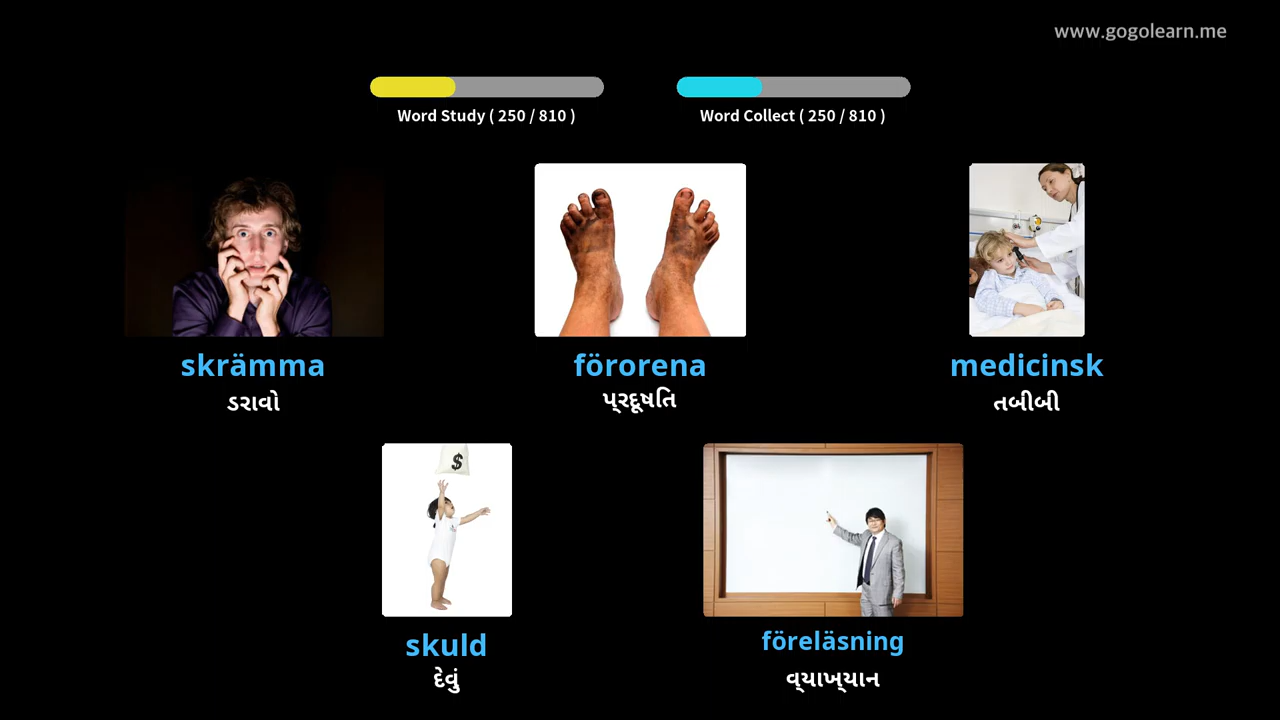 www.gogolearn.me
Word Study ( 250 / 810 )
Word Collect ( 250 / 810 )
skrämma
ડરાવો
förorena
પ્રદૂષતિ
medicinsk
તબીબી
$
skuld
દેવું
föreläsning
વ્યાખ્યાન